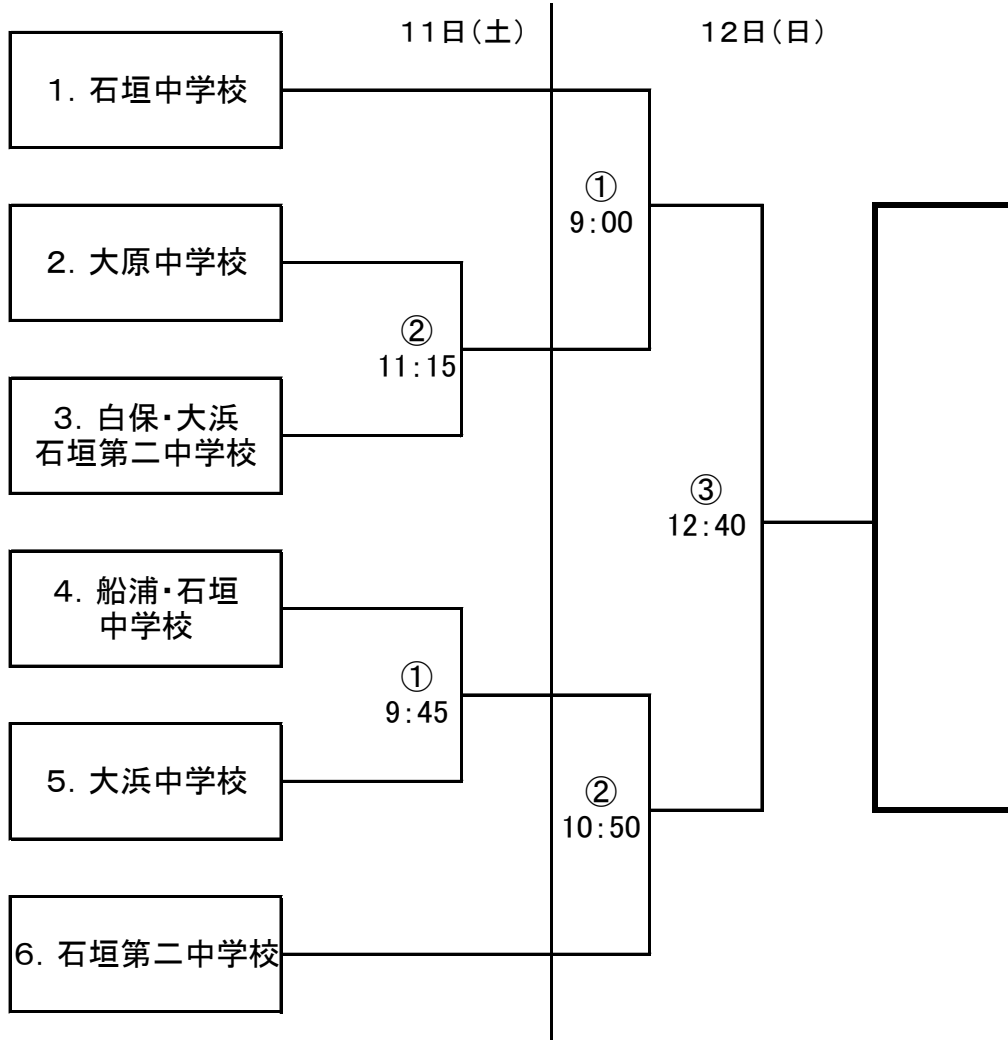 11日(土)
12日(日)
1. 石垣中学校
①
9:00
2. 大原中学校
②
11:15
3. 白保・大浜
石垣第二中学校
③
12:40
4. 船浦・石垣
中学校
①
9:45
5. 大浜中学校
②
10:50
6. 石垣第二中学校